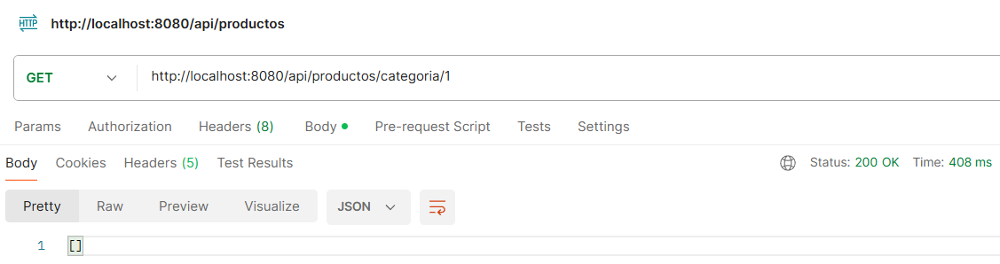 HTTP http://localhost:8080/api/productos
GET http://localhost:8080/api/productos/categoria/1
Params Authorization Headers (8) Body Pre-request Script Tests Settings
Body Cookies Headers (5) Test Results Status: 200 OK Time: 408 ms
Pretty Raw Preview Visualize JSON
1 []